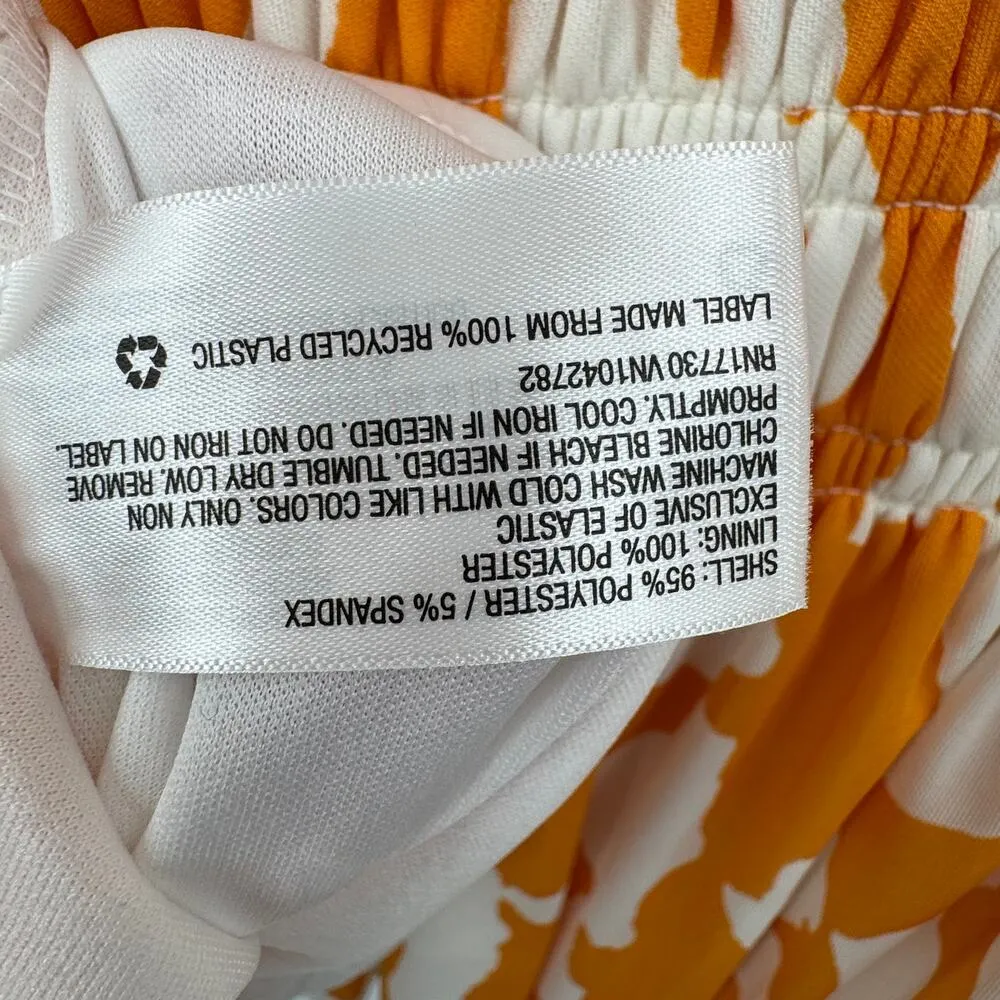 SHELL: 95% POLYESTER / 5% SPANDEX
LINING: 100% POLYESTER
EXCLUSIVE OF ELASTIC
MACHINE WASH COLD WITH LIKE COLORS. ONLY NON
CHLORINE BLEACH IF NEEDED. TUMBLE DRY LOW. REMOVE
PROMPTLY. COOL IRON IF NEEDED. DO NOT IRON ON LABEL.
RN17730 VN1042782
LABEL MADE FROM 100% RECYCLED PLASTIC